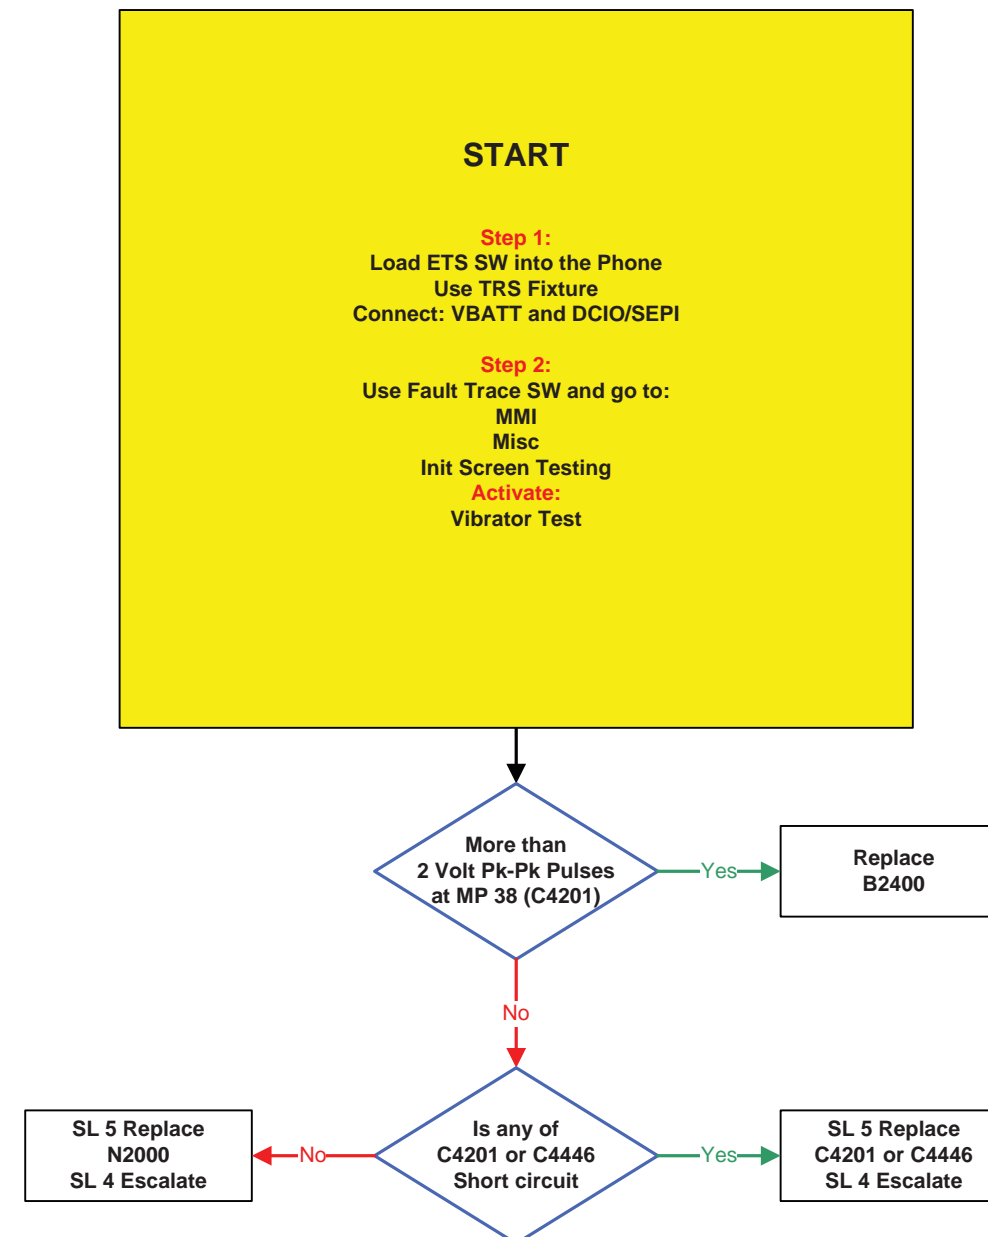 START
Step 1:
Load ETS SW into the Phone
Use TRS Fixture
Connect: VBATT and DCIO/SEPI
Step 2:
Use Fault Trace SW and go to:
MMI
Misc
Init Screen Testing
Activate:
Vibrator Test
More than
2 Volt Pk-Pk Pulses
at MP 38 (C4201)
Yes
Replace
B2400
No
SL 5 Replace
N2000
SL 4 Escalate
No
Is any of
C4201 or C4446
Short circuit
Yes
SL 5 Replace
C4201 or C4446
SL 4 Escalate